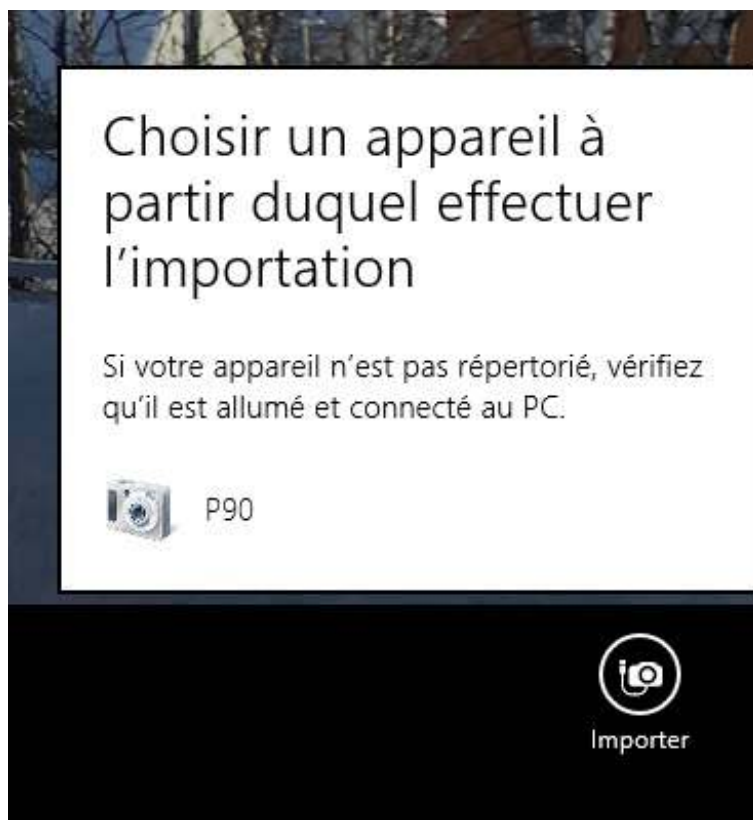 Choisir un appareil à
partir duquel effectuer
l’importation
Si votre appareil n’est pas répertorié, vérifiez
qu’il est allumé et connecté au PC.
P90
Importer